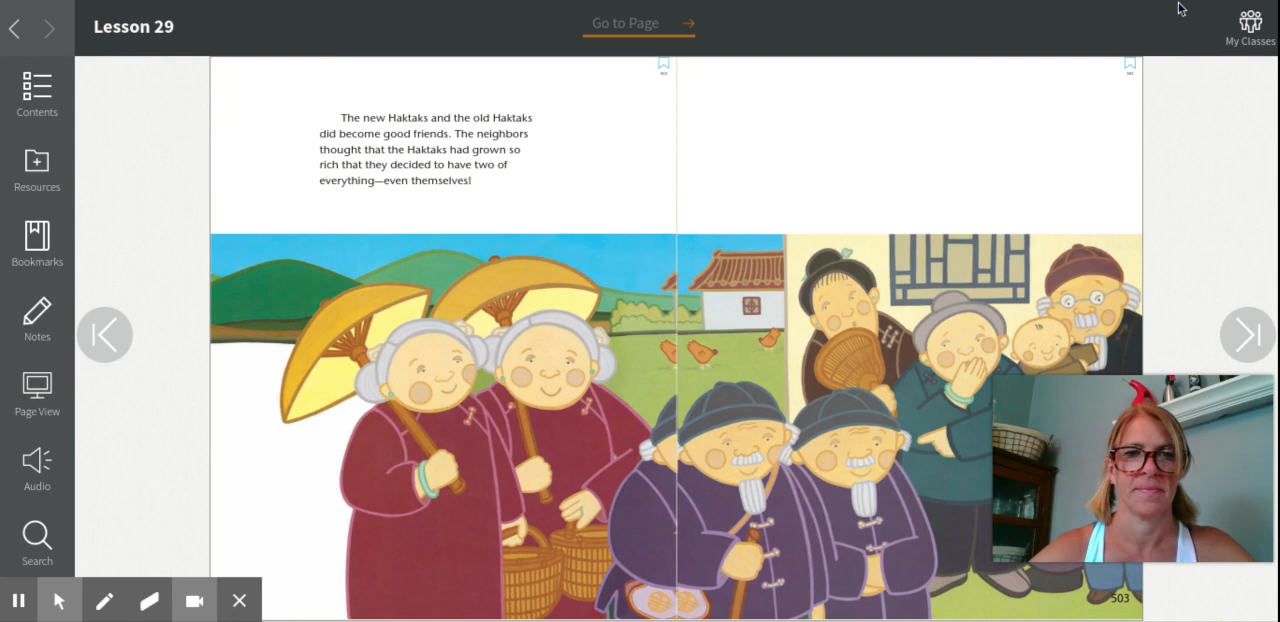 Lesson 29
Go to Page
My Classes
Contents
Resources
Bookmarks
Notes
Page View
Audio
Search
The new Haktaks and the old Haktaks
did become good friends. The neighbors
thought that the Haktaks had grown so
rich that they decided to have two of
everything—even themselves!
503